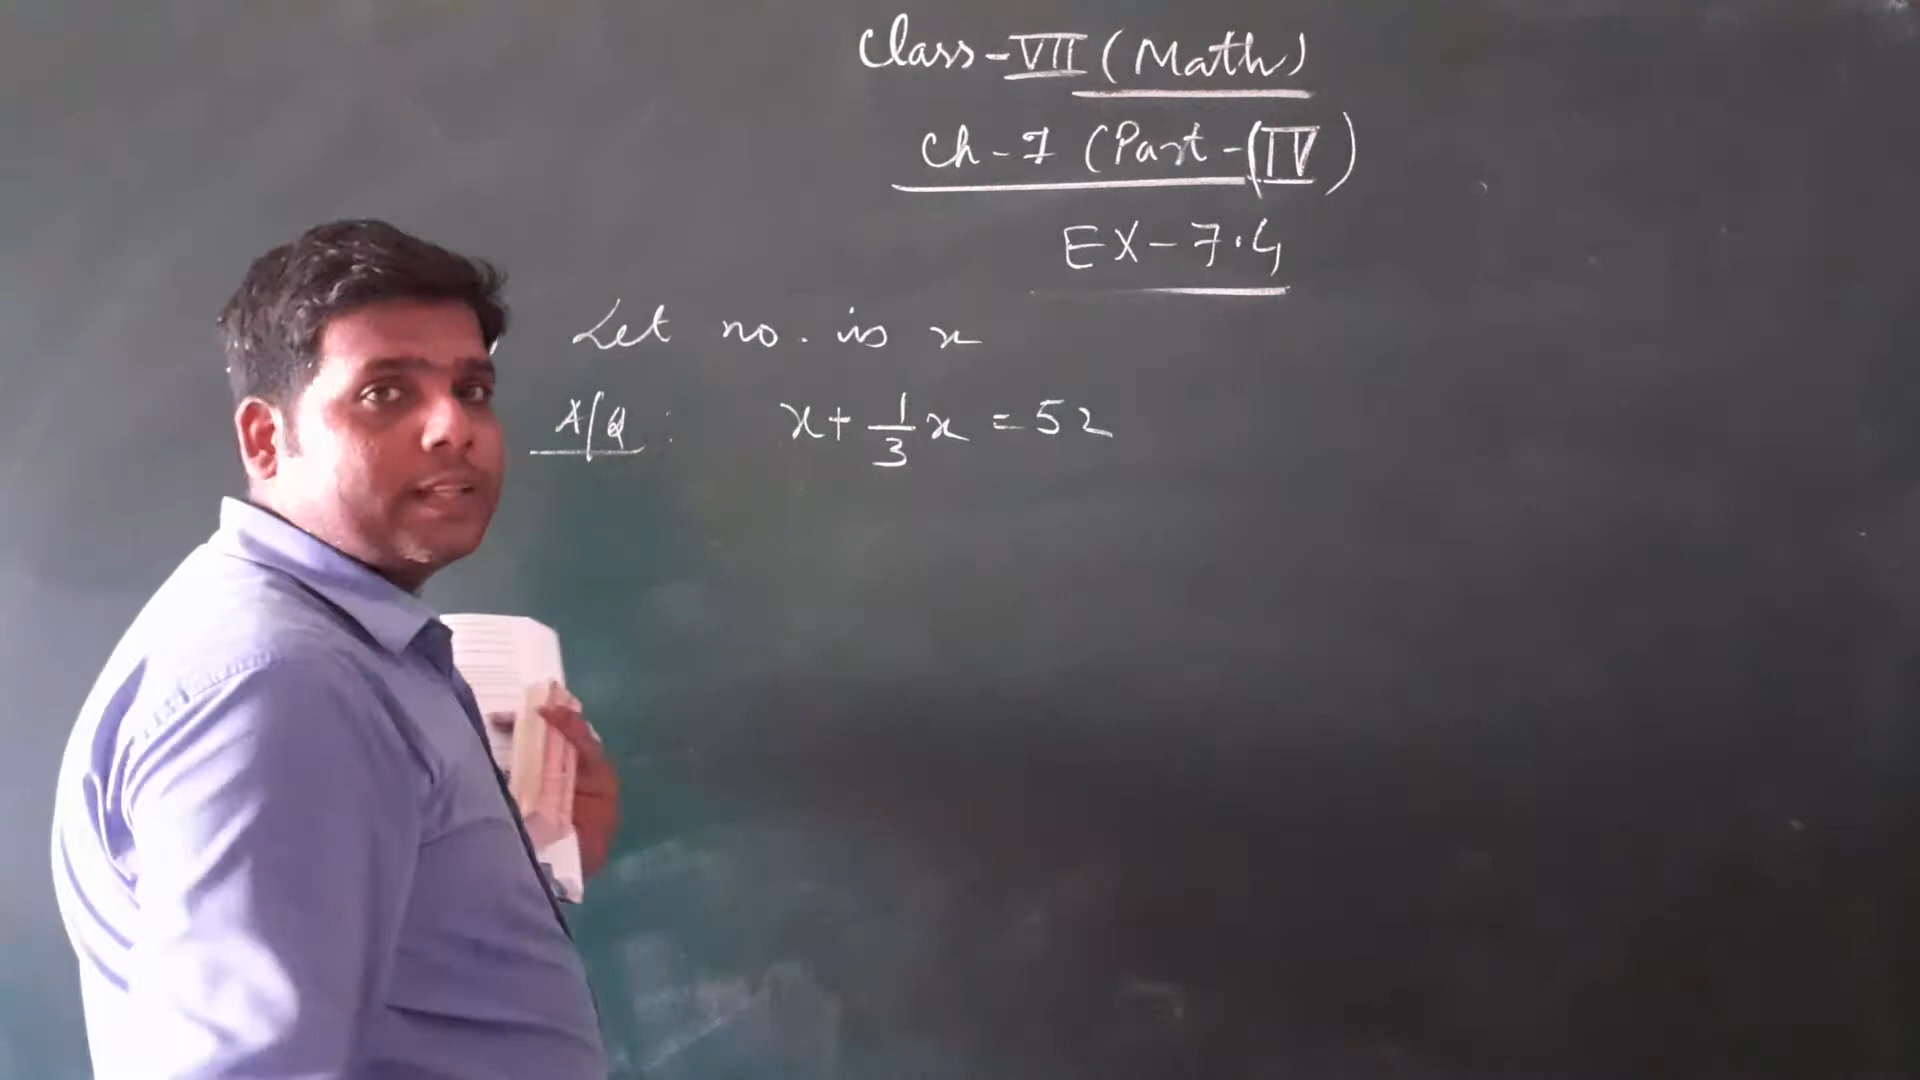 Class-VII (Math)
Ch-7 (Part-(IV)
EX-7.4
Let no. is x
A/Q : x + 1/3 x = 52